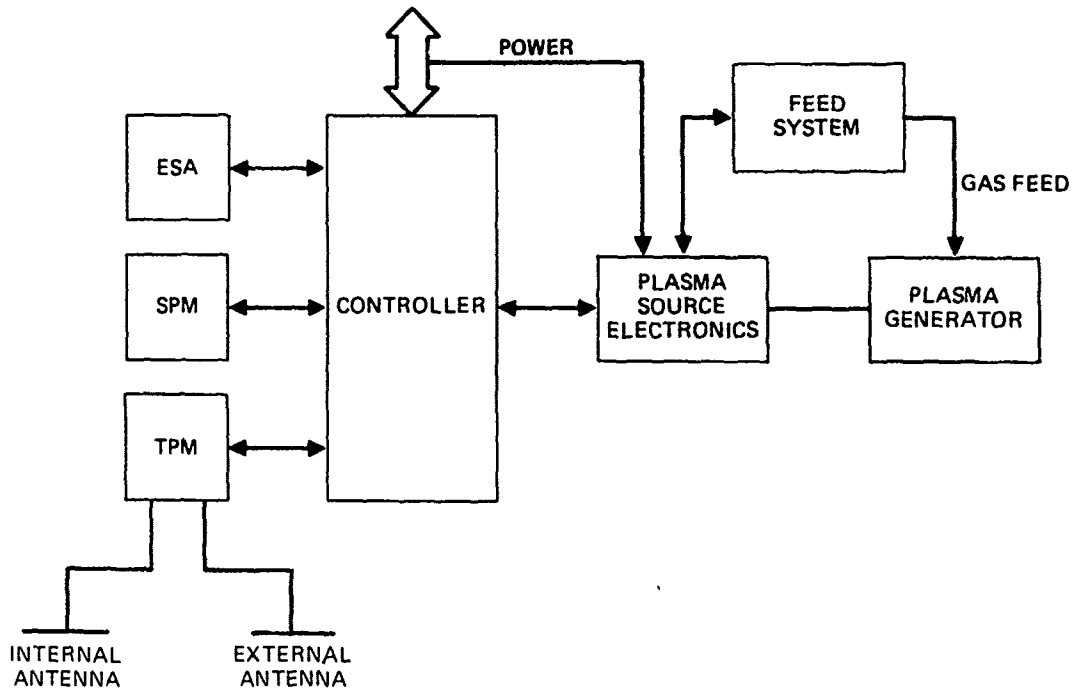 POWER
FEED
SYSTEM
ESA
GAS FEED
SPM
CONTROLLER
PLASMA
SOURCE
ELECTRONICS
PLASMA
GENERATOR
TPM
INTERNAL
ANTENNA
EXTERNAL
ANTENNA